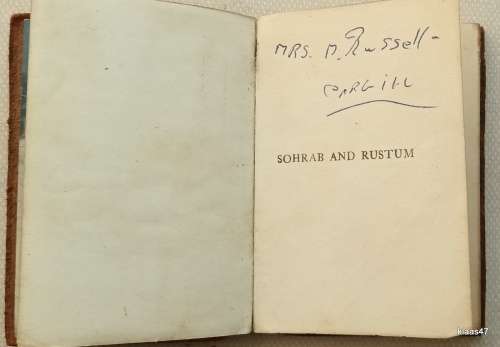 MRS. M. Russell-
CARGILL
SOHRAB AND RUSTUM
klaas47